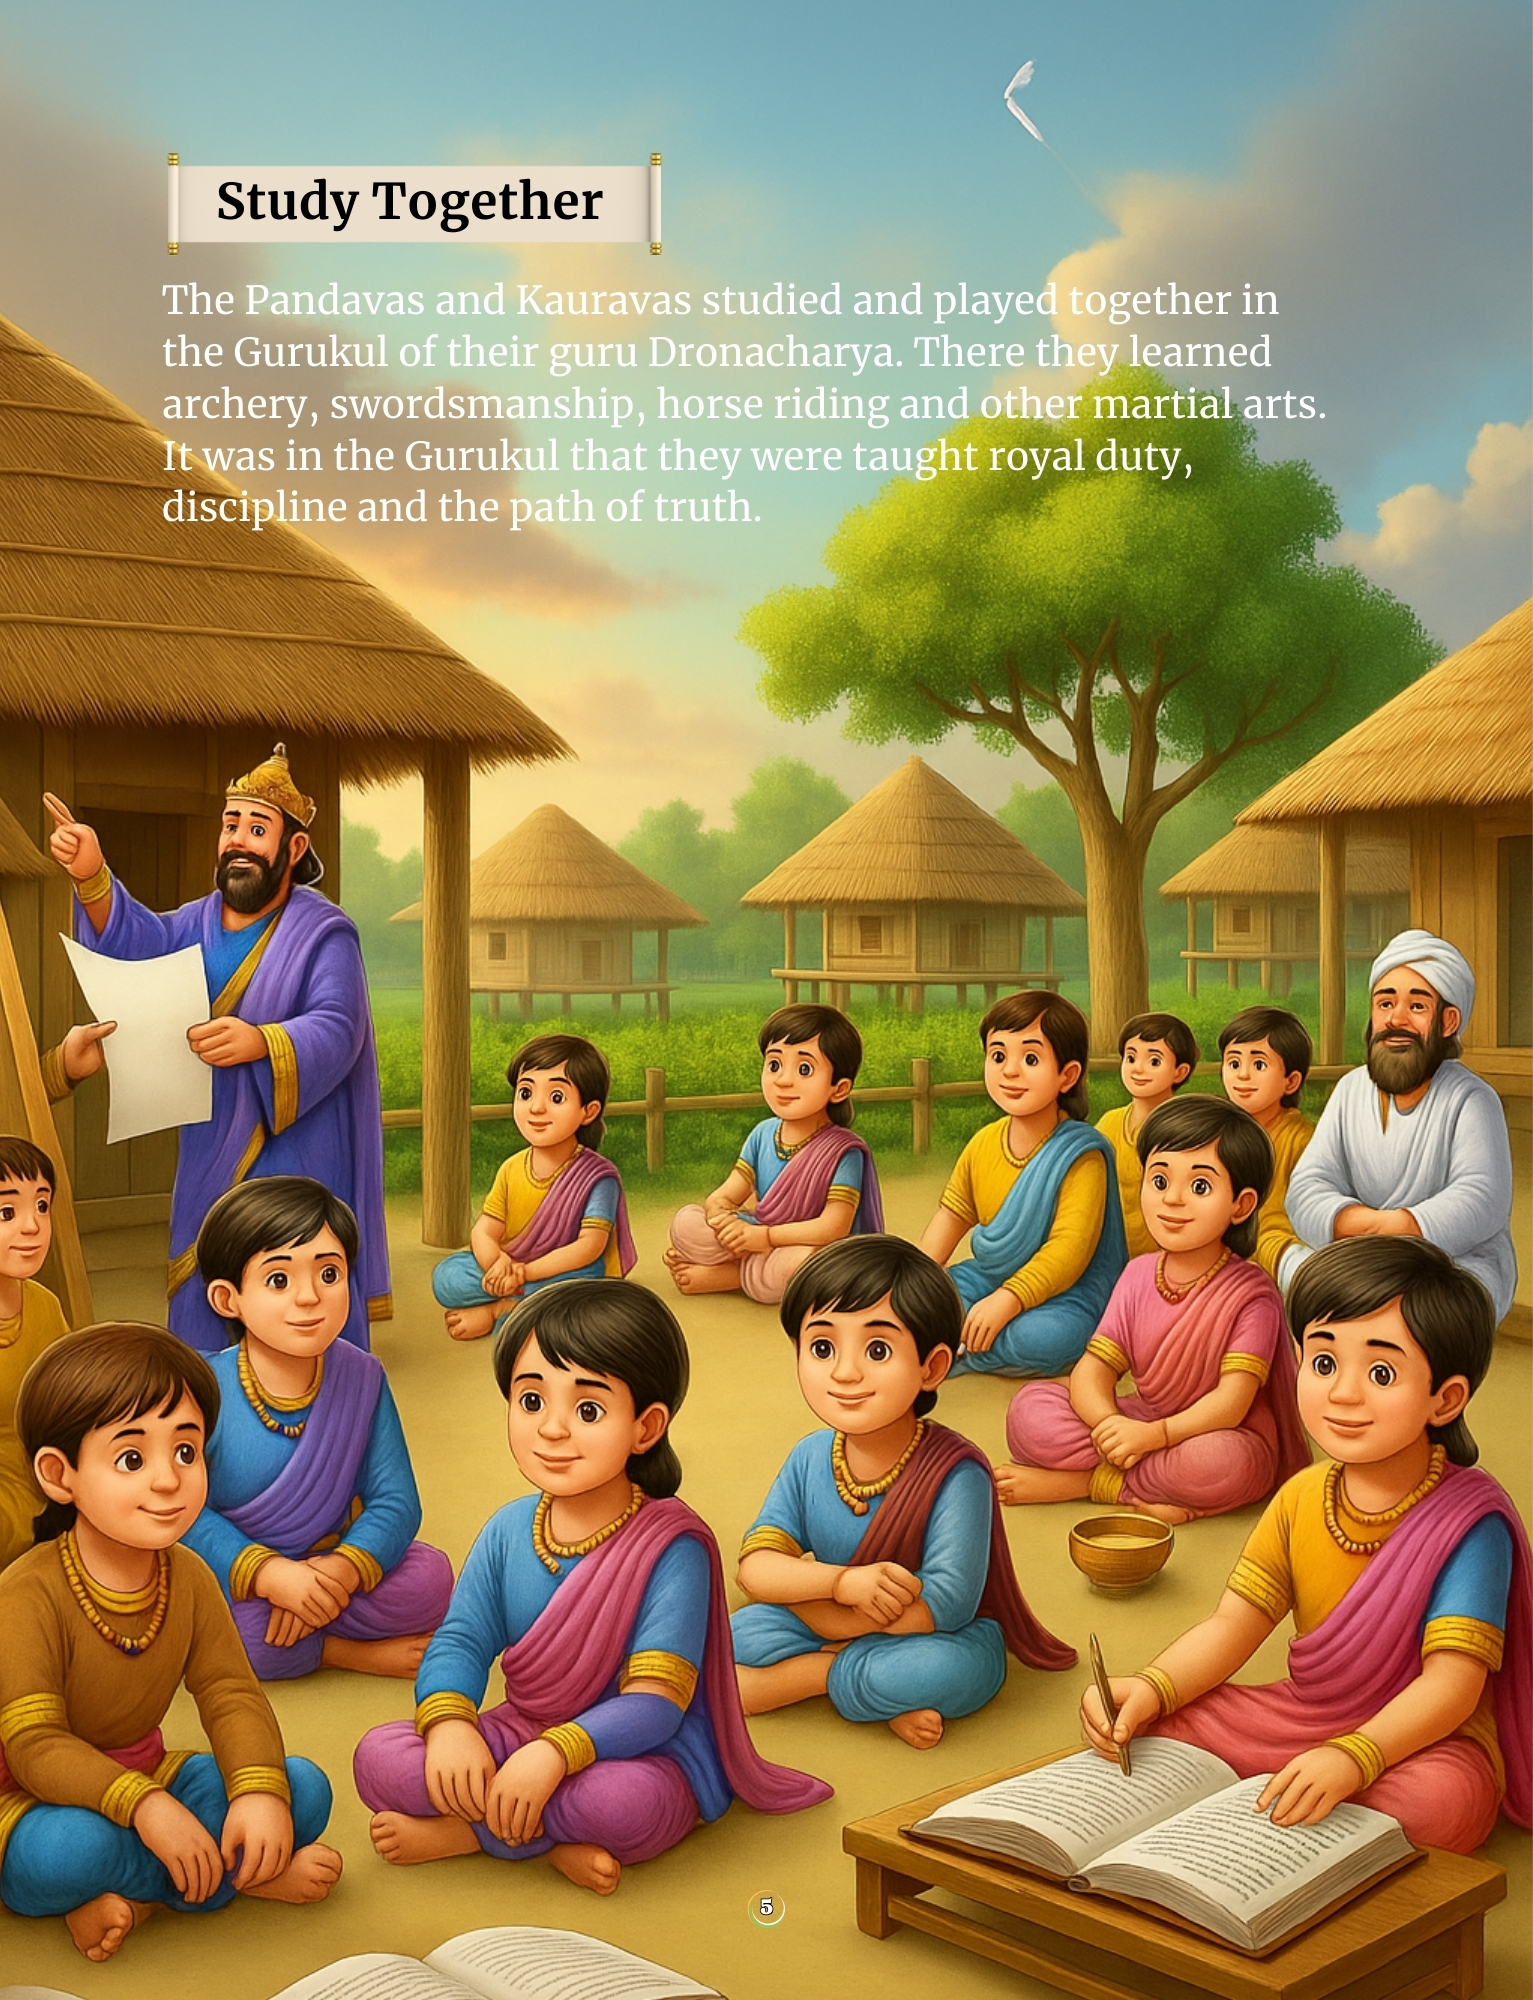 Study Together
The Pandavas and Kauravas studied and played together in
the Gurukul of their guru Dronacharya. There they learned
archery, swordsmanship, horse riding and other martial arts.
It was in the Gurukul that they were taught royal duty,
discipline and the path of truth.
5